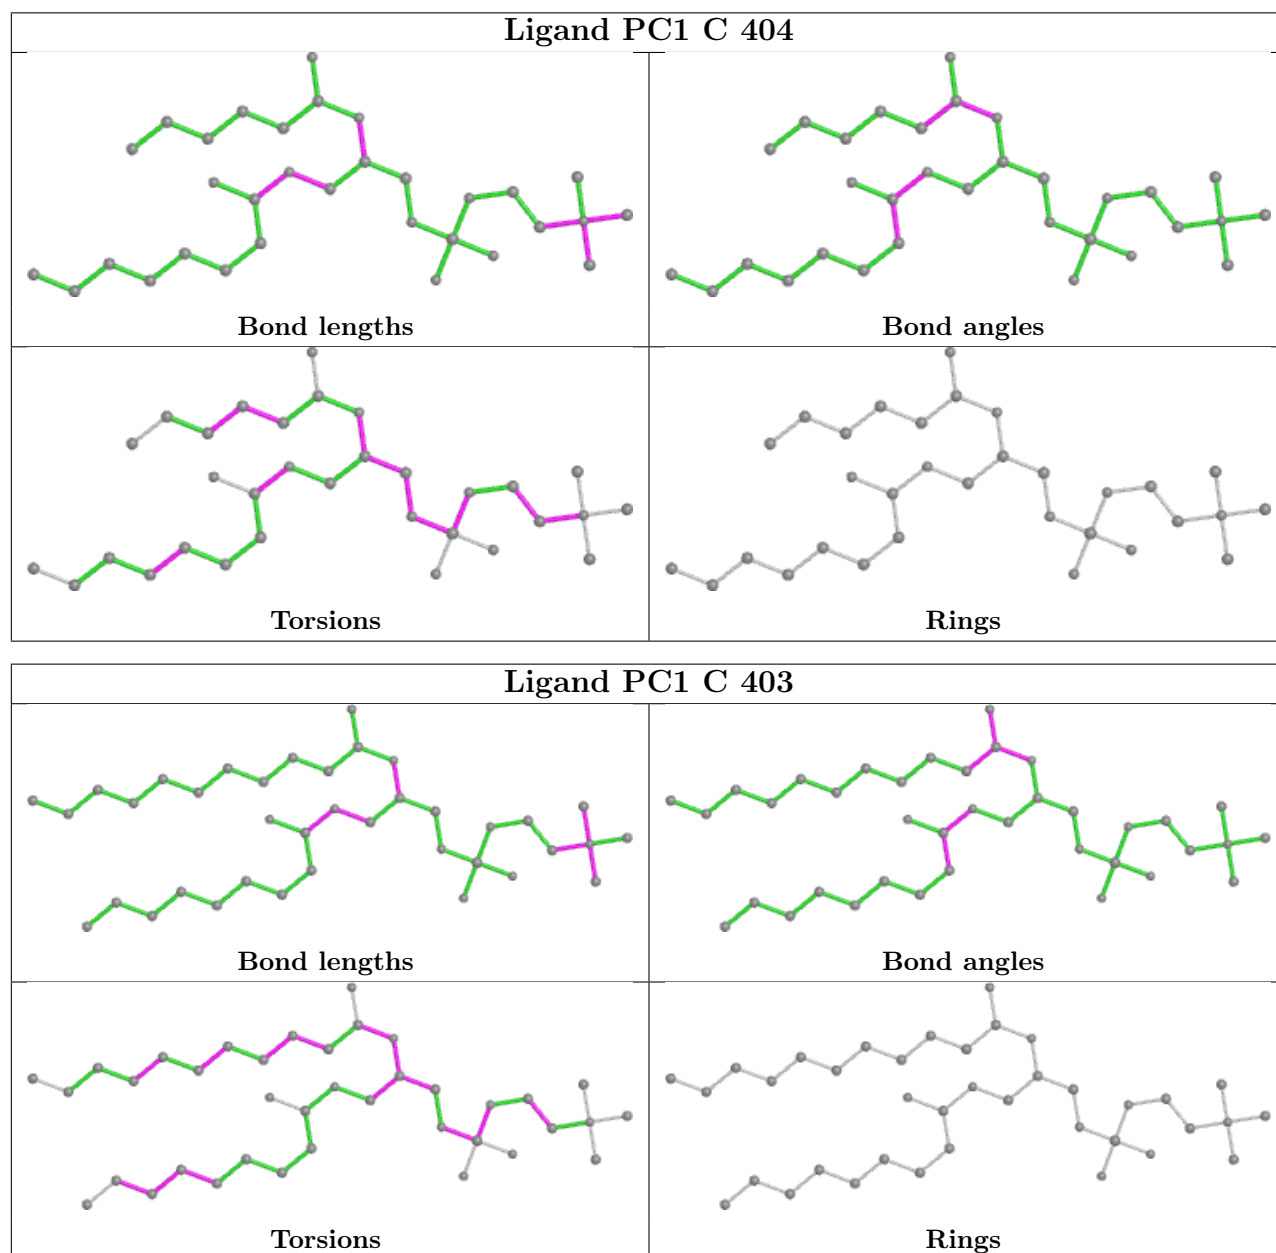 Ligand PC1 C 404
Bond lengths
Bond angles
Torsions
Rings
Ligand PC1 C 403
Bond lengths
Bond angles
Torsions
Rings